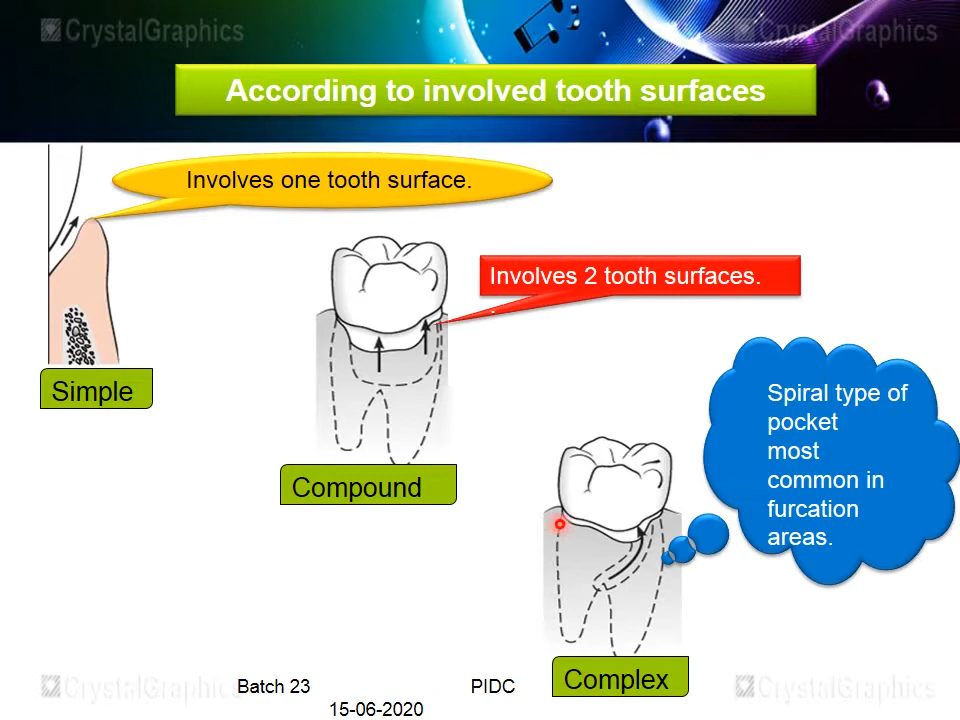 CrystalGraphics
CrystalGraphics
According to involved tooth surfaces
Involves one tooth surface.
Involves 2 tooth surfaces.
.
Simple
Spiral type of
pocket
most
common in
furcation
areas.
Compound
Complex
CrystalGraphics
Batch 23
PIDC
CrystalGraphics
15-06-2020